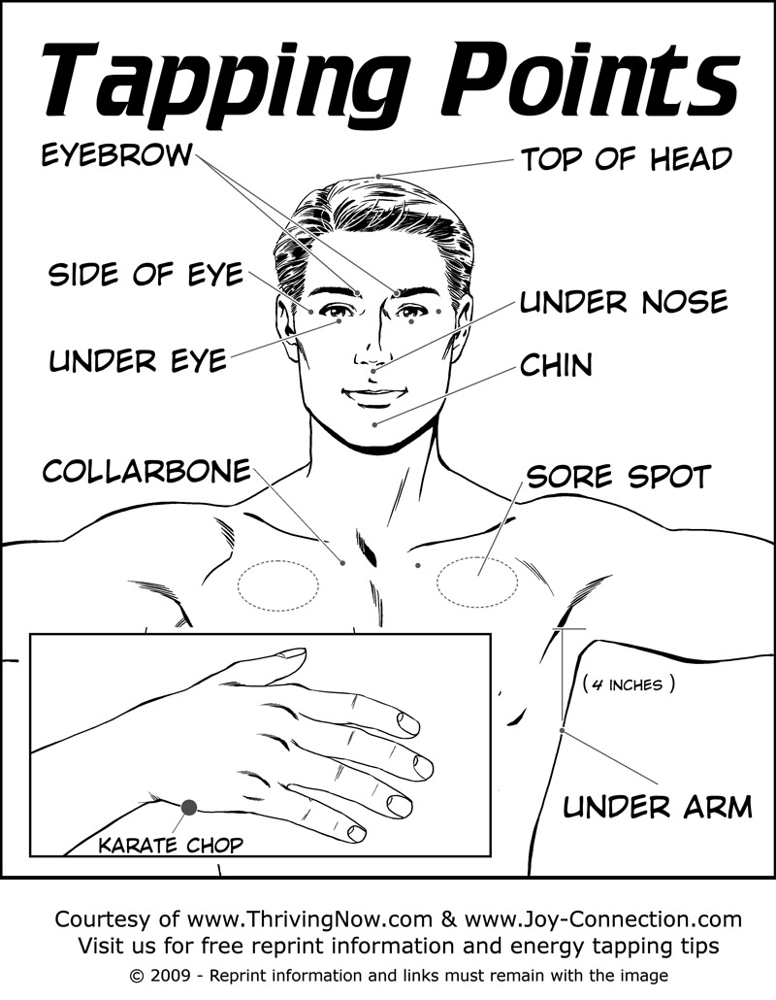 Tapping Points
EYEBROW
TOP OF HEAD
SIDE OF EYE
UNDER NOSE
UNDER EYE
CHIN
COLLARBONE
SORE SPOT
( 4 INCHES )
UNDER ARM
KARATE CHOP
Courtesy of www.ThrivingNow.com & www.Joy-Connection.com
Visit us for free reprint information and energy tapping tips
© 2009 - Reprint information and links must remain with the image